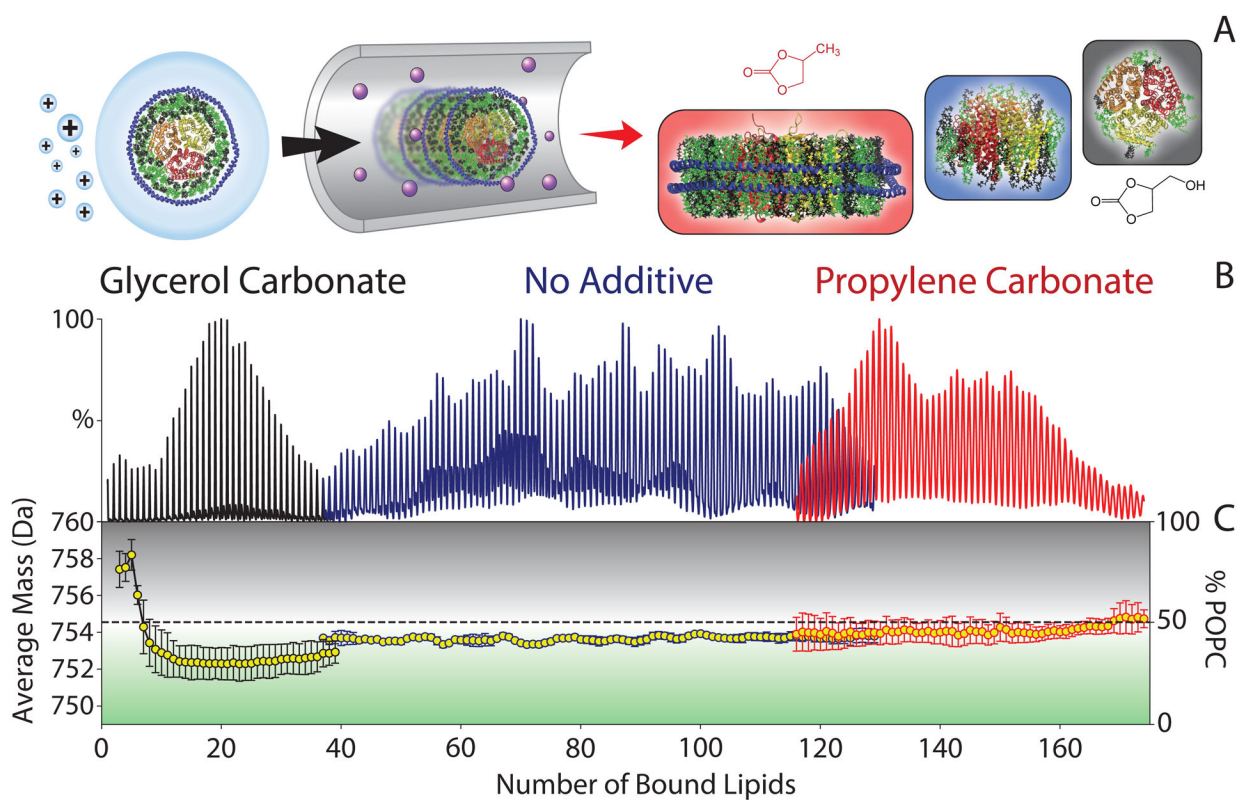 A
CH₃
O
O
O
O
O
O
OH
+
+
+
+
+
+
+
+
Glycerol Carbonate
No Additive
Propylene Carbonate
B
100
%
760
758
756
754
752
750
Average Mass (Da)
C
100
50
0
% POPC
0
20
40
60
80
100
120
140
160
Number of Bound Lipids